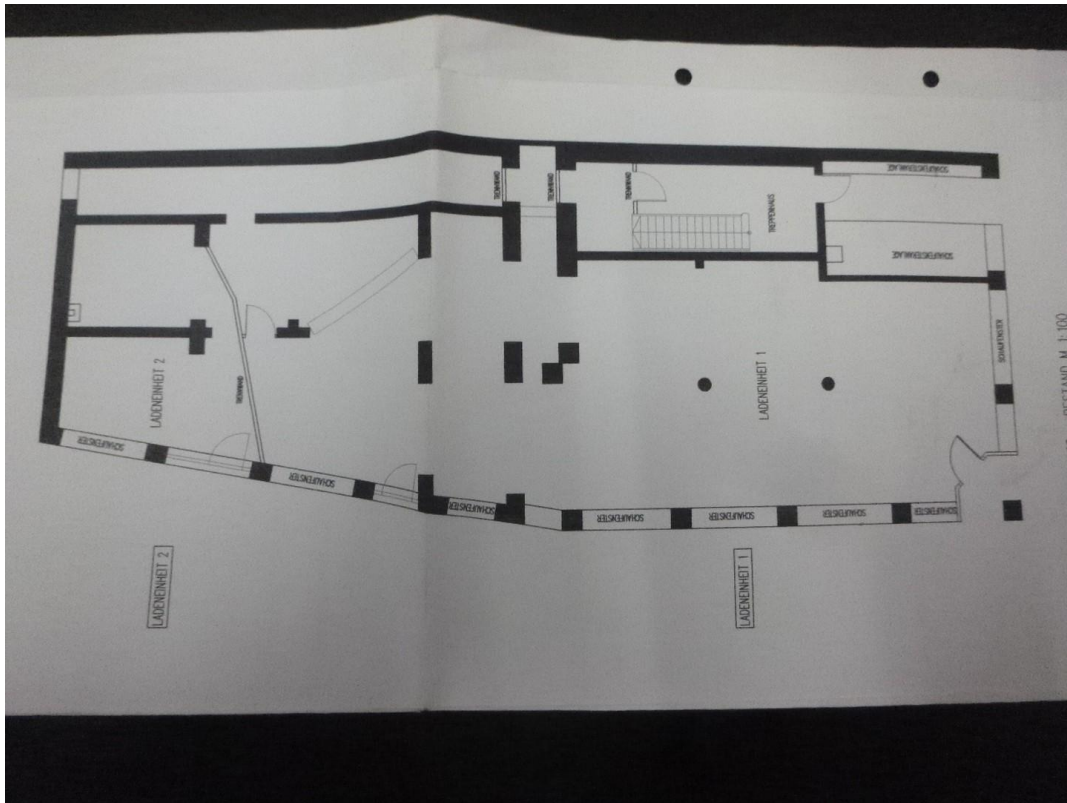 SCHAUFENSTERANLAGE
TRENNWAND
TRENNWAND
TRENNWAND
TREPPENHAUS
SCHAUFENSTERANLAGE
SCHAUFENSTER
BESTAND M 1:100
LADENEINHEIT 2
TRENNWAND
LADENEINHEIT 1
SCHAUFENSTER
SCHAUFENSTER
SCHAUFENSTER
SCHAUFENSTER
SCHAUFENSTER
SCHAUFENSTER
SCHAUFENSTER
LADENEINHEIT 2
LADENEINHEIT 1